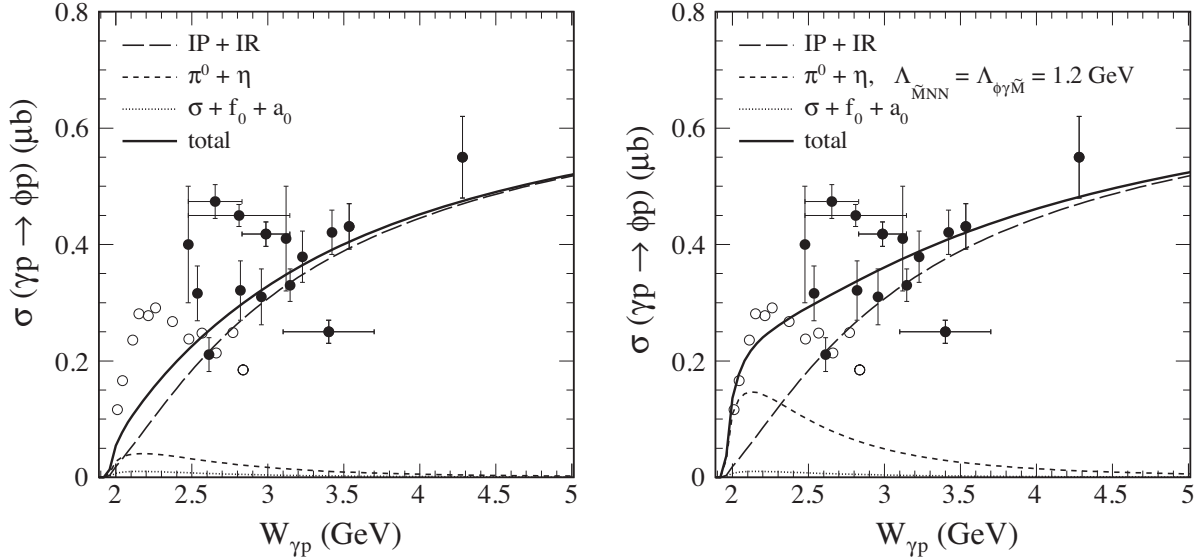 0.8
0.6
0.4
0.2
0
σ (γp → ϕp) (μb)
IP + IR
π⁰ + η
σ + f₀ + a₀
total
2 2.5 3 3.5 4 4.5 5
W_γp (GeV)
0.8
0.6
0.4
0.2
0
σ (γp → ϕp) (μb)
IP + IR
π⁰ + η, Λ_M̃NN = Λ_ϕγM̃ = 1.2 GeV
σ + f₀ + a₀
total
2 2.5 3 3.5 4 4.5 5
W_γp (GeV)